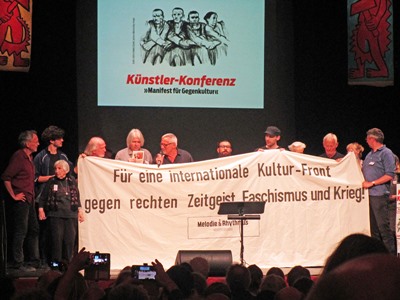 Künstler-Konferenz
»Manifest für Gegenkultur«
Für eine internationale Kultur-Front
gegen rechten Zeitgeist, Faschismus und Krieg!
Melodie & Rhythmus